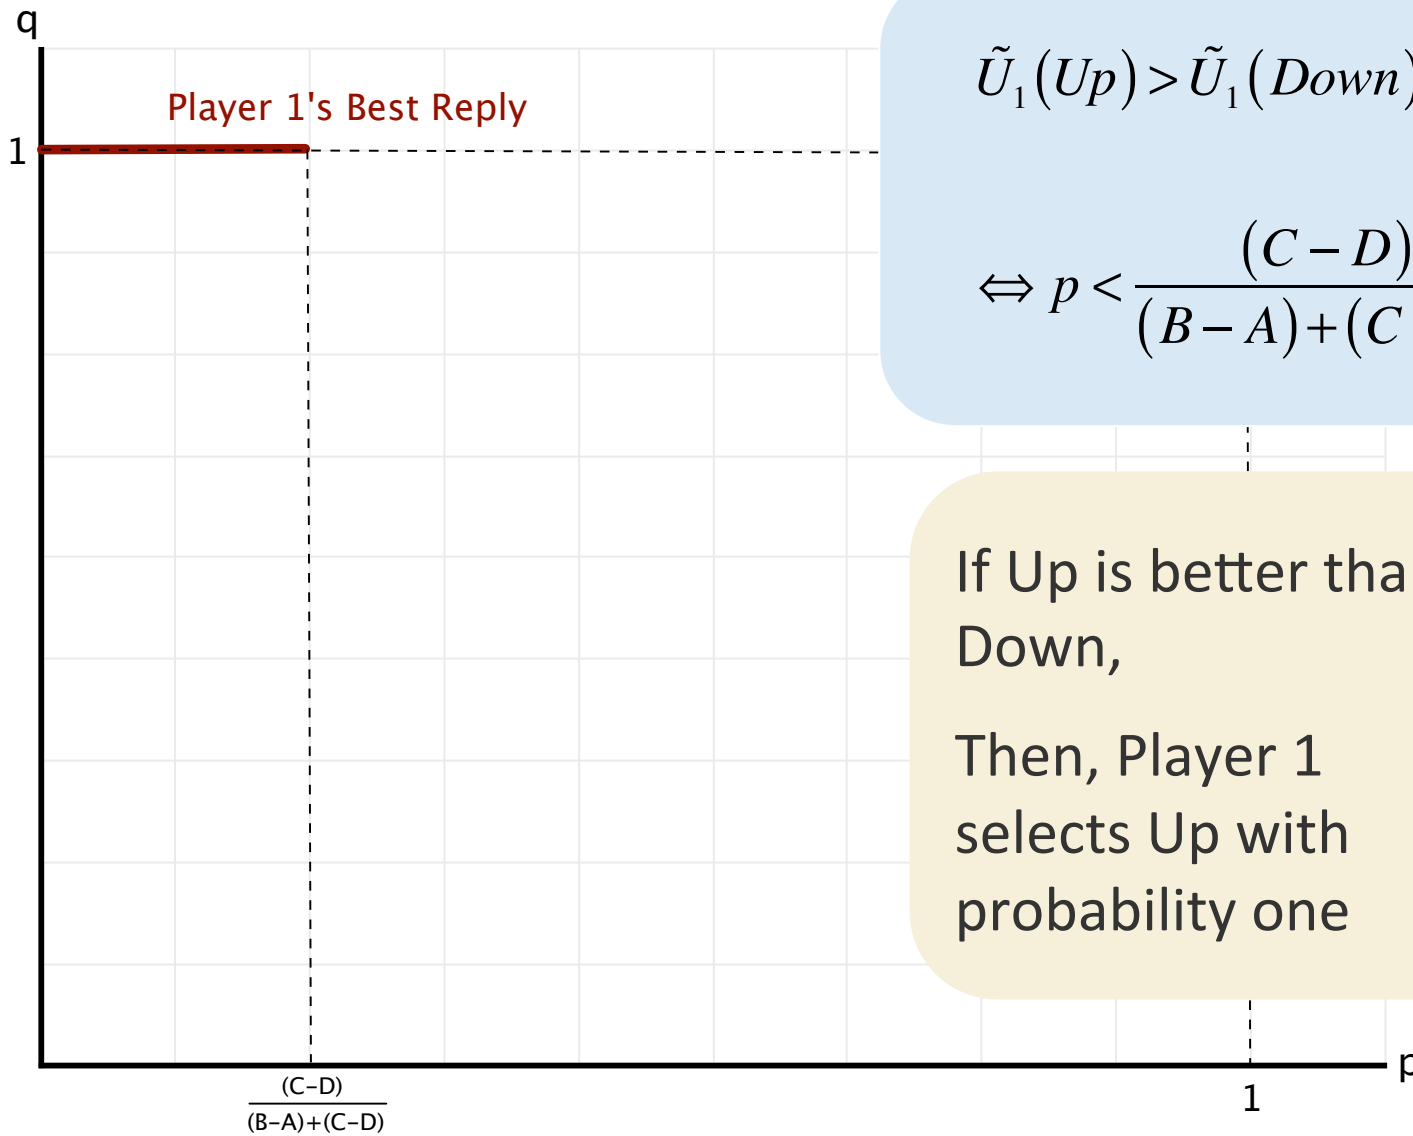 q
Player 1's Best Reply
1
Ũ₁(Up) > Ũ₁(Down)
⇔ p < (C – D)
(B – A) + (C
If Up is better tha
Down,
Then, Player 1
selects Up with
probability one
p
(C–D)
(B–A)+(C–D)
1